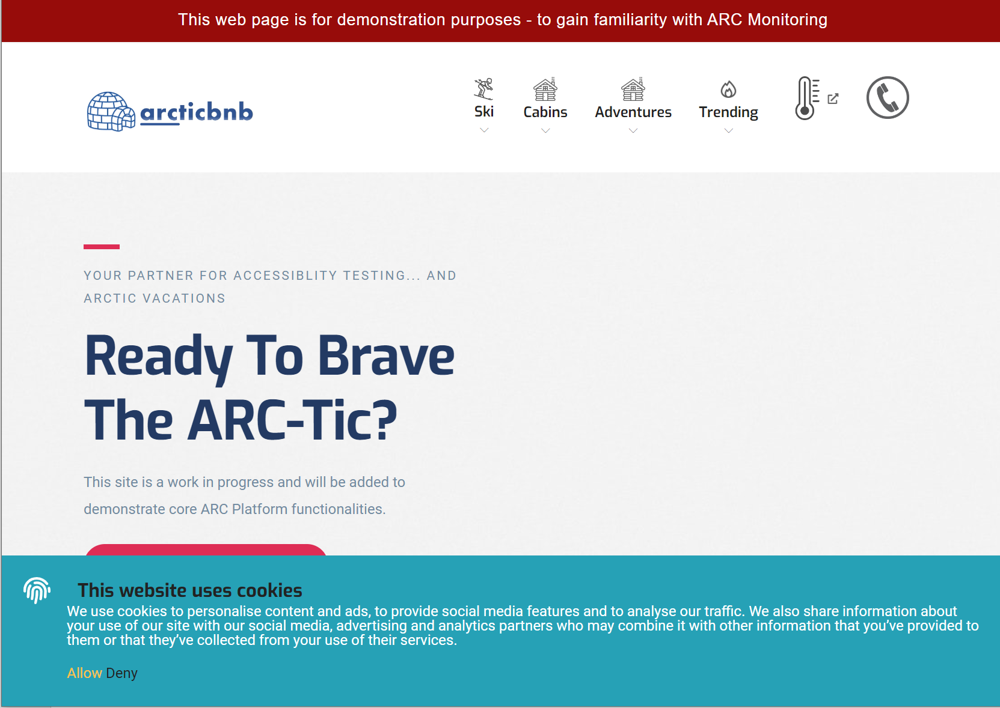 This web page is for demonstration purposes - to gain familiarity with ARC Monitoring
arcticbnb
Ski
Cabins
Adventures
Trending
YOUR PARTNER FOR ACCESSIBLITY TESTING... AND
ARCTIC VACATIONS
Ready To Brave
The ARC-Tic?
This site is a work in progress and will be added to
demonstrate core ARC Platform functionalities.
This website uses cookies
We use cookies to personalise content and ads, to provide social media features and to analyse our traffic. We also share information about
your use of our site with our social media, advertising and analytics partners who may combine it with other information that you’ve provided to
them or that they’ve collected from your use of their services.
Allow Deny